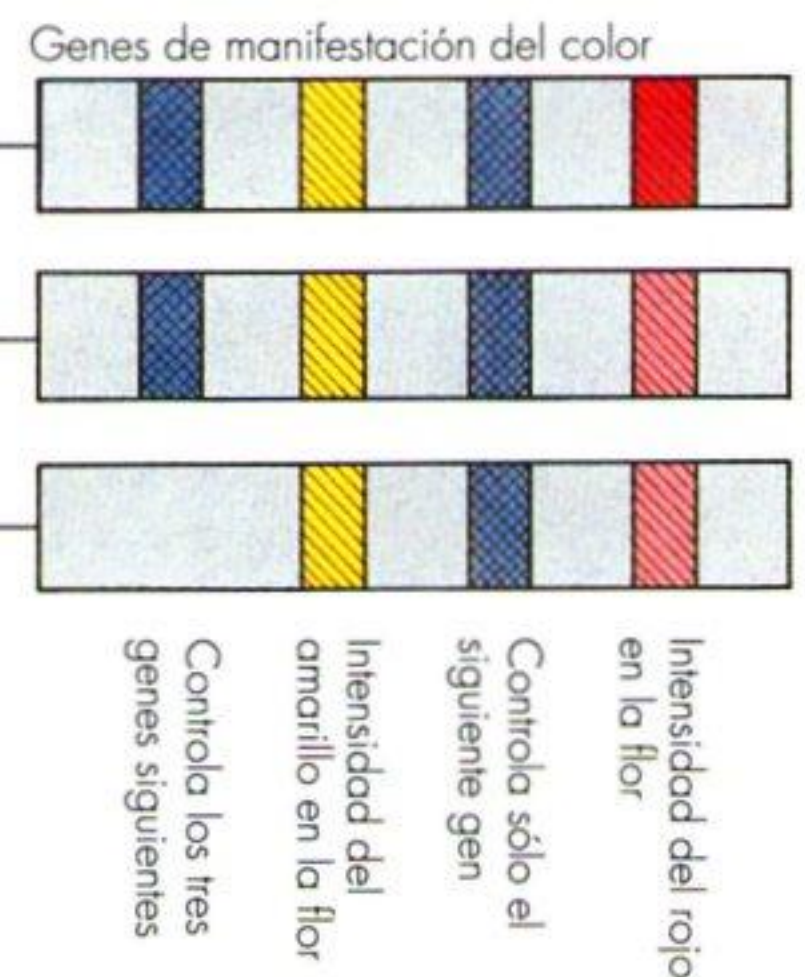 Genes de manifestación del color
Controla los tres
genes siguientes
Intensidad del
amarillo en la flor
Controla sólo el
siguiente gen
Intensidad del rojo
en la flor